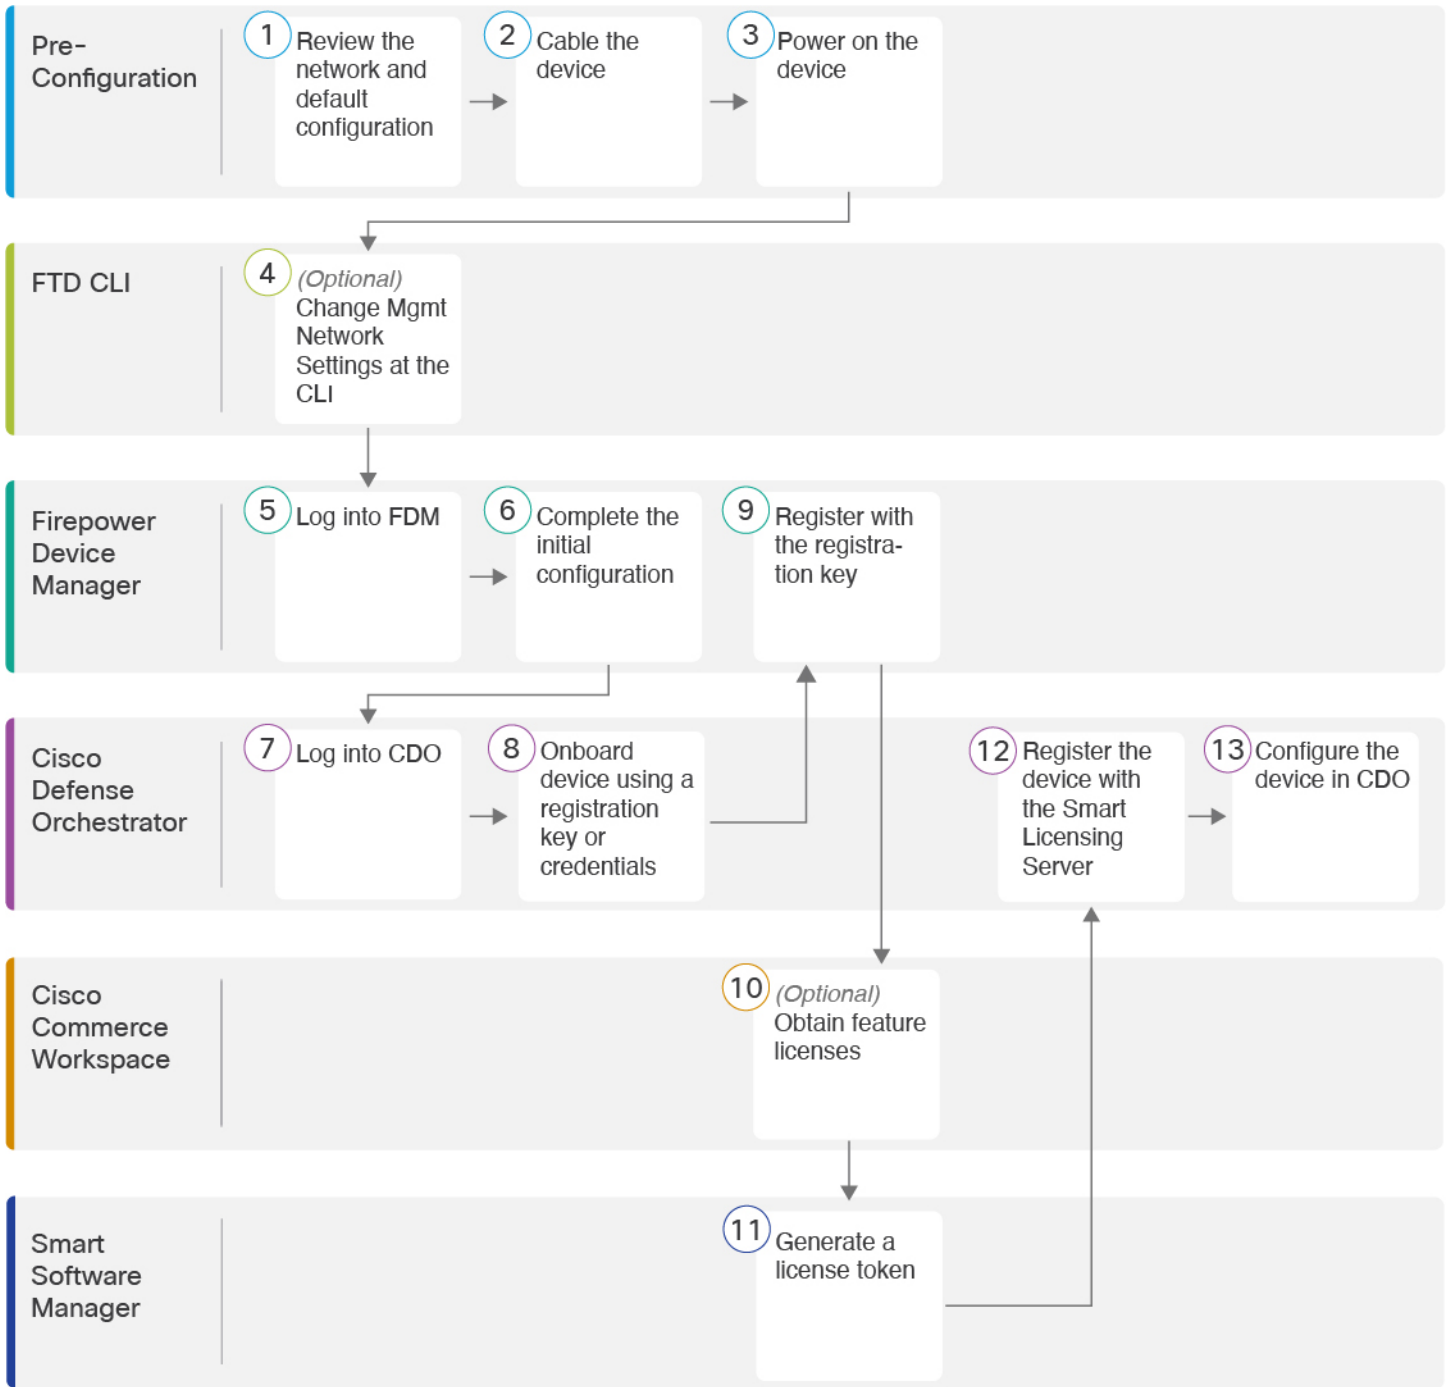 Pre-
Configuration
1
Review the
network and
default
configuration
2
Cable the
device
3
Power on the
device
FTD CLI
4
(Optional)
Change Mgmt
Network
Settings at the
CLI
Firepower
Device
Manager
5
Log into FDM
6
Complete the
initial
configuration
9
Register with
the registra-
tion key
Cisco
Defense
Orchestrator
7
Log into CDO
8
Onboard
device using a
registration
key or
credentials
12
Register the
device with
the Smart
Licensing
Server
13
Configure the
device in CDO
Cisco
Commerce
Workspace
10
(Optional)
Obtain feature
licenses
Smart
Software
Manager
11
Generate a
license token